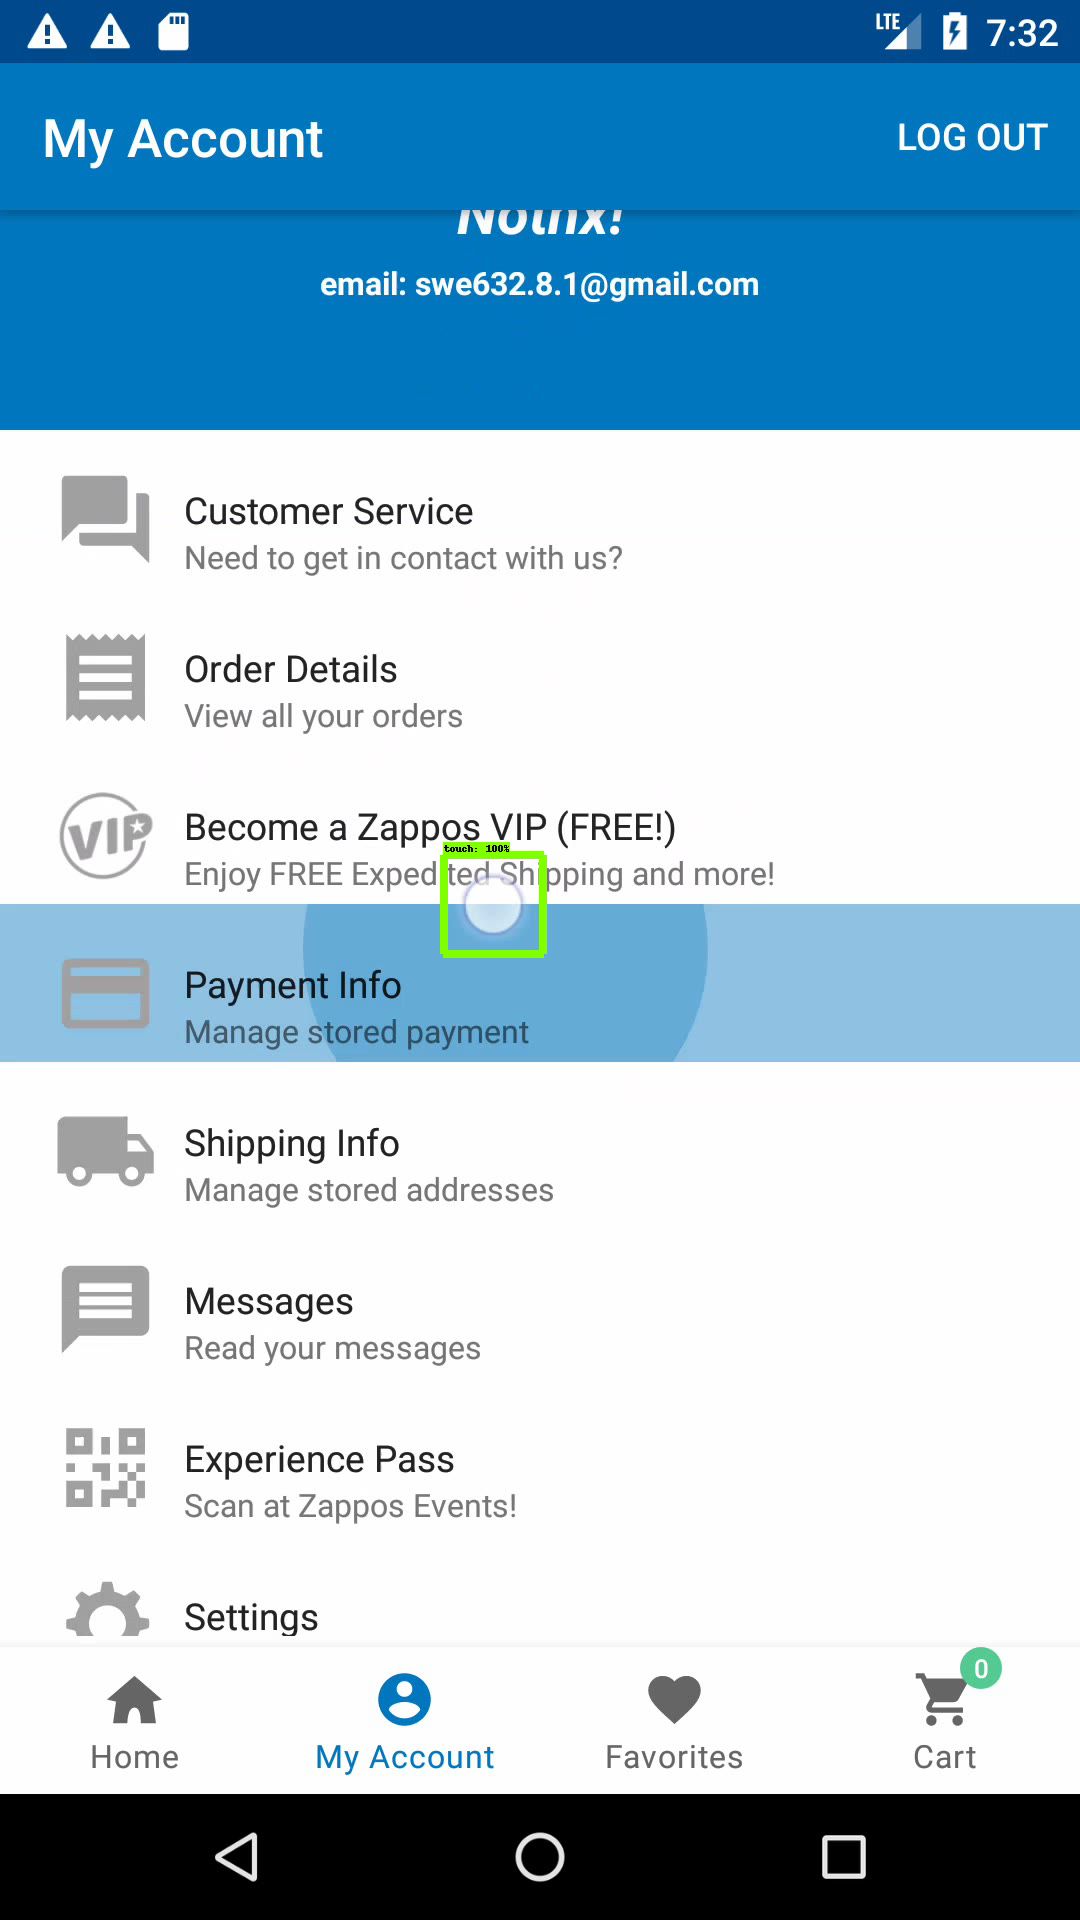 LTE 7:32
My Account LOG OUT
email: swe632.8.1@gmail.com
Customer Service
Need to get in contact with us?
Order Details
View all your orders
VIP
Become a Zappos VIP (FREE!)
touch: 100%
Enjoy FREE Expedited Shipping and more!
Payment Info
Manage stored payment
Shipping Info
Manage stored addresses
Messages
Read your messages
Experience Pass
Scan at Zappos Events!
Settings
0
Home My Account Favorites Cart